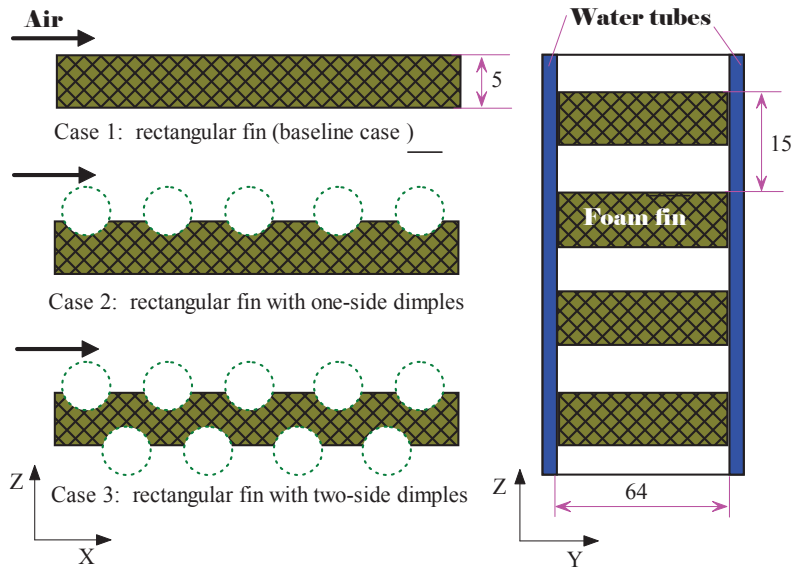 Air
5
Case 1: rectangular fin (baseline case )
Case 2: rectangular fin with one-side dimples
Case 3: rectangular fin with two-side dimples
Z
X
Water tubes
15
Foam fin
64
Z
Y